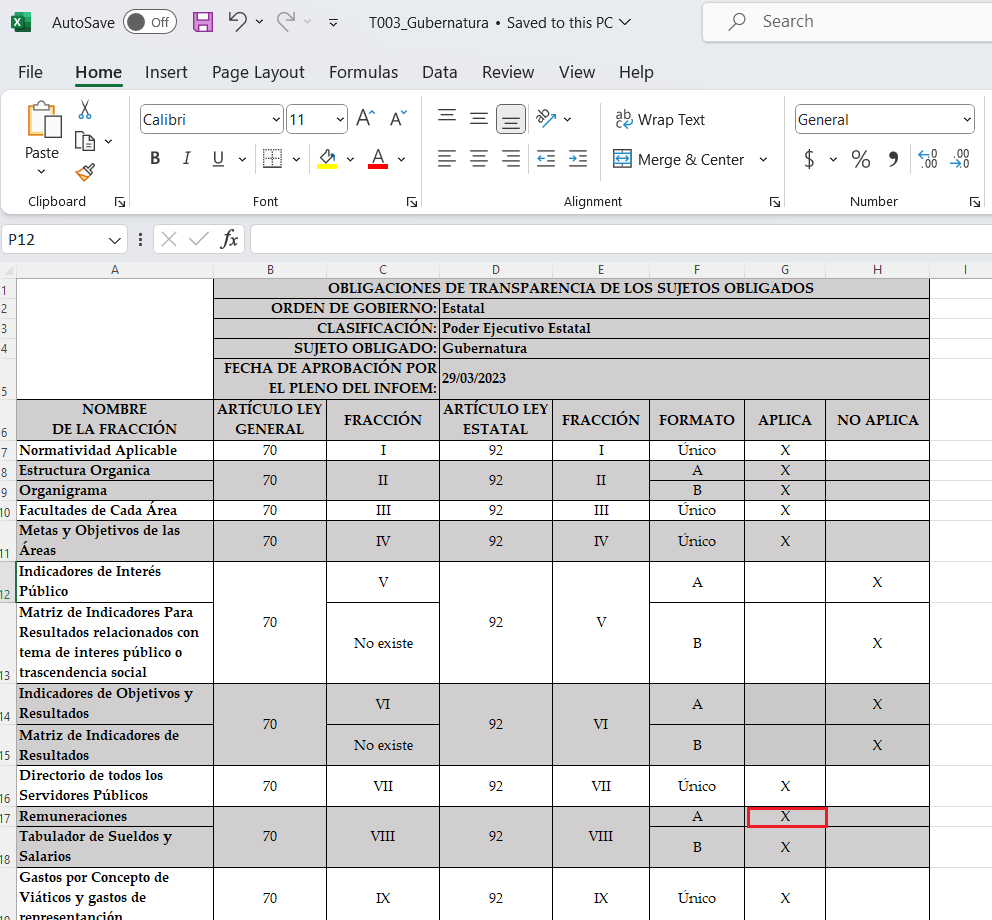 AutoSave Off T003_Gubernatura • Saved to this PC Search
File Home Insert Page Layout Formulas Data Review View Help
Paste Calibri 11 A A ab Wrap Text General
B I U A Merge & Center $ % 9 .00 .00
Clipboard Font Alignment Number
P12 fx
A B C D E F G H I
1 OBLIGACIONES DE TRANSPARENCIA DE LOS SUJETOS OBLIGADOS
2 ORDEN DE GOBIERNO: Estatal
3 CLASIFICACIÓN: Poder Ejecutivo Estatal
4 SUJETO OBLIGADO: Gubernatura
FECHA DE APROBACIÓN POR
5 EL PLENO DEL INFOEM: 29/03/2023
NOMBRE ARTÍCULO LEY FRACCIÓN ARTÍCULO LEY FRACCIÓN FORMATO APLICA NO APLICA
6 DE LA FRACCIÓN GENERAL ESTATAL
7 Normatividad Aplicable 70 I 92 I Único X
8 Estructura Organica 70 II 92 II A X
9 Organigrama B X
10 Facultades de Cada Área 70 III 92 III Único X
Metas y Objetivos de las
11 Áreas 70 IV 92 IV Único X
Indicadores de Interés
12 Público V A X
Matriz de Indicadores Para
Resultados relacionados con 70 92 V
tema de interes público o No existe B X
13 trascendencia social
Indicadores de Objetivos y
14 Resultados 70 VI 92 VI A X
Matriz de Indicadores de
15 Resultados No existe B X
Directorio de todos los
16 Servidores Públicos 70 VII 92 VII Único X
17 Remuneraciones 70 VIII 92 VIII A X
Tabulador de Sueldos y
18 Salarios B X
Gastos por Concepto de
Viáticos y gastos de 70 IX 92 IX Único X
representanción